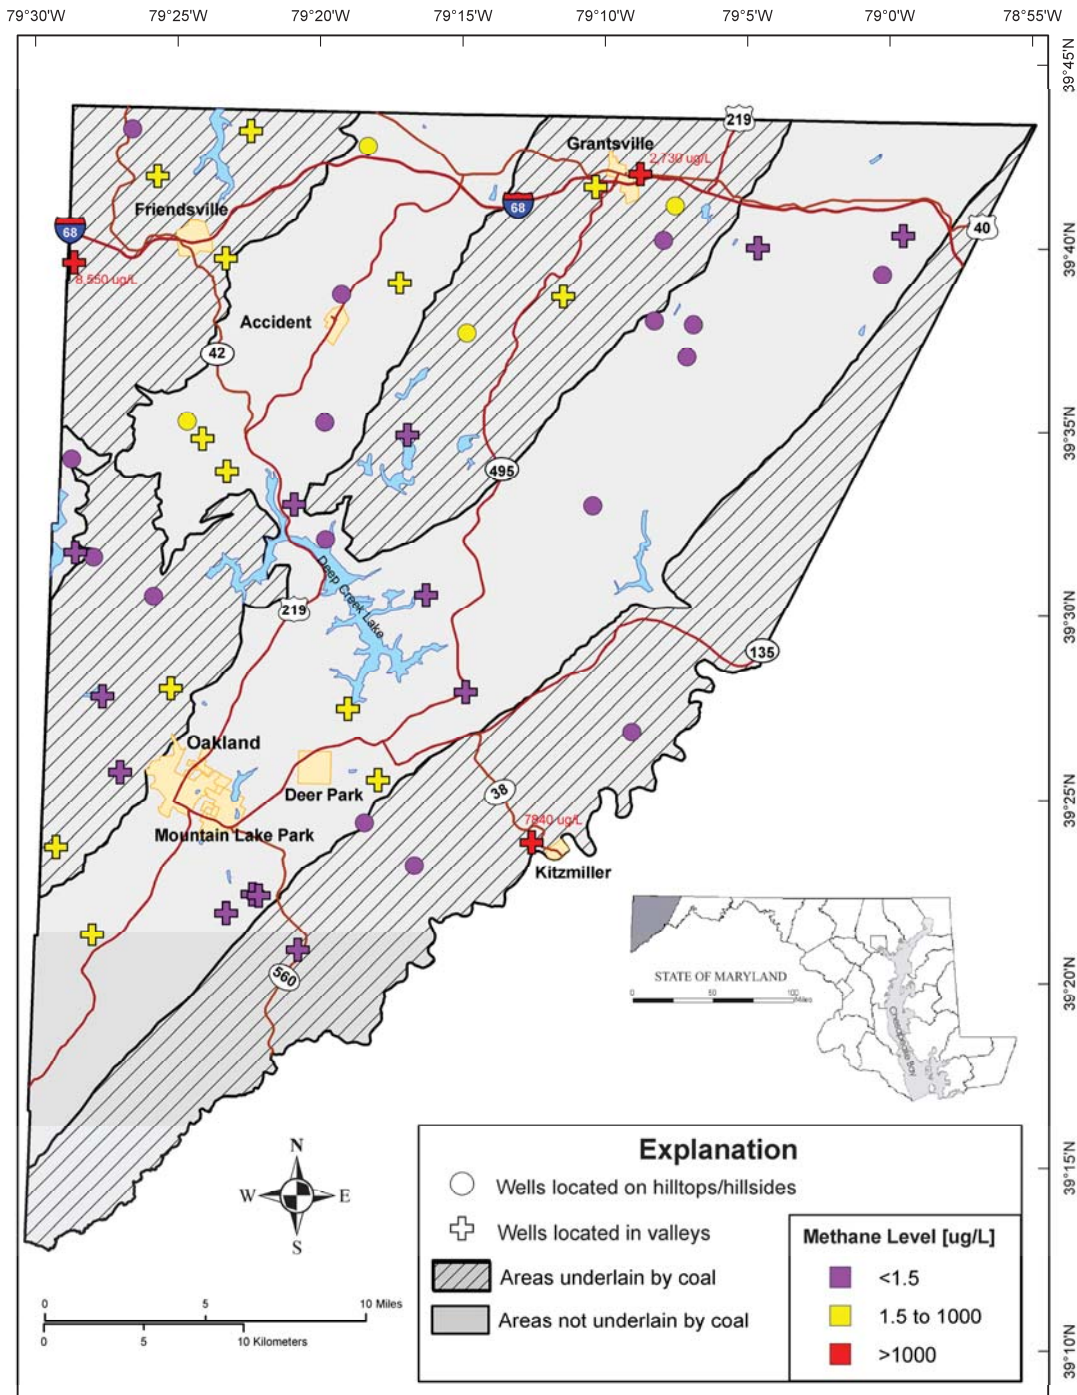 79°30'W 79°25'W 79°20'W 79°15'W 79°10'W 79°5'W 79°0'W 78°55'W
39°45'N
219
Grantsville
2,730 ug/L
68
Friendsville
68
40
8,550 ug/L
39°40'N
Accident
42
39°35'N
495
Deep Creek Lake
219
39°30'N
135
Oakland
Deer Park
38
39°25'N
Mountain Lake Park
7840 ug/L
Kitzmiller
560
39°20'N
STATE OF MARYLAND
0 50 100
Miles
Chesapeake Bay
39°15'N
N
W E
S
Explanation
Wells located on hilltops/hillsides
Wells located in valleys
Areas underlain by coal
Areas not underlain by coal
Methane Level [ug/L]
<1.5
1.5 to 1000
>1000
0 5 10 Miles
0 5 10 Kilometers
39°10'N